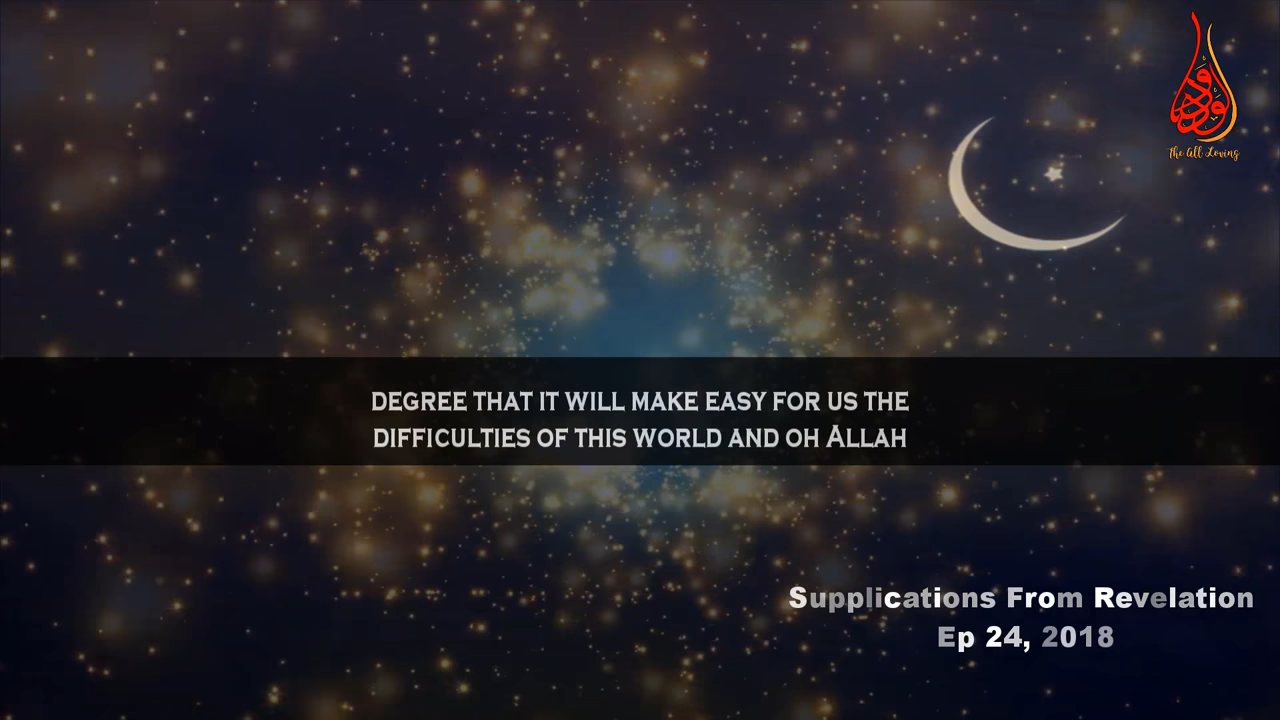 الودود
The All Loving
DEGREE THAT IT WILL MAKE EASY FOR US THE
DIFFICULTIES OF THIS WORLD AND OH ALLAH
Supplications From Revelation
Ep 24, 2018